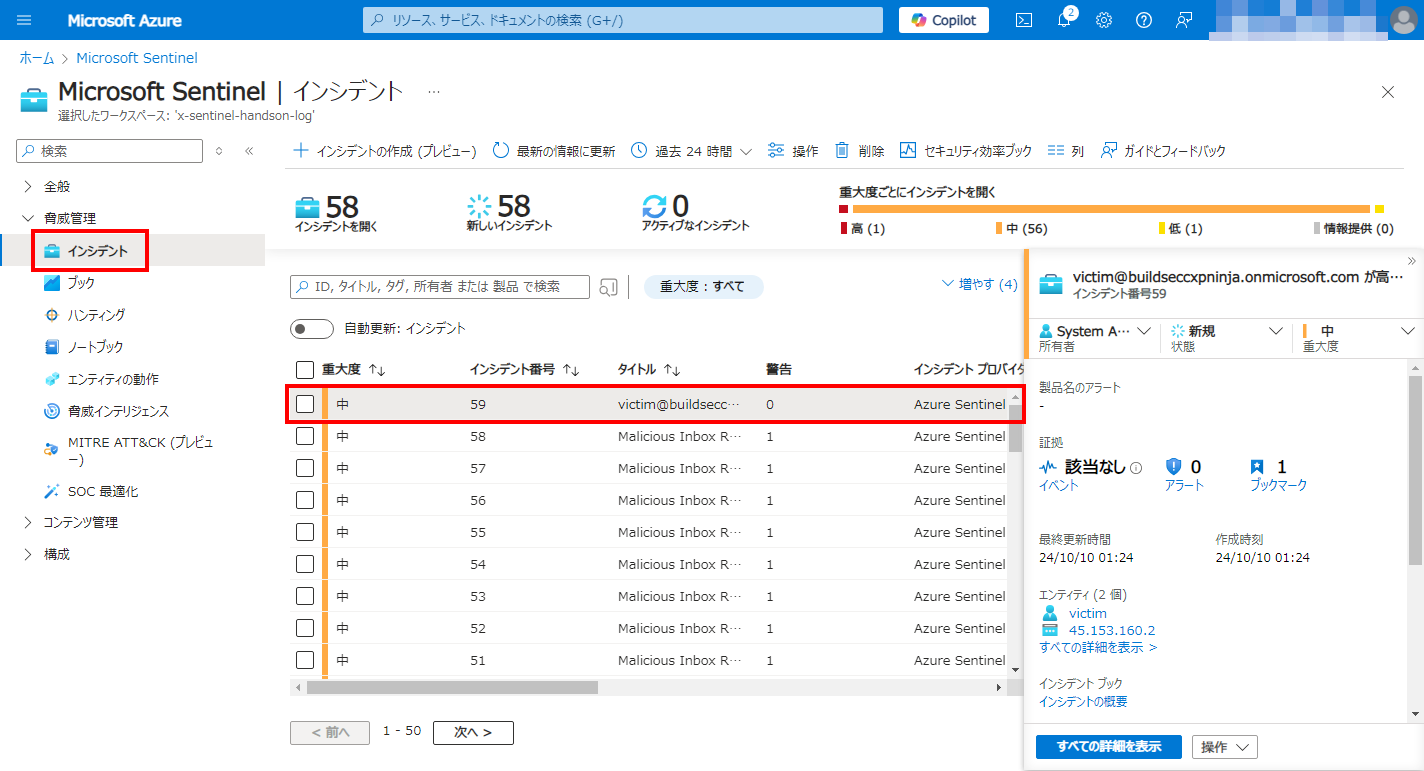 Microsoft Azure
リソース、サービス、ドキュメントの検索 (G+/)
Copilot
2
ホーム > Microsoft Sentinel
Microsoft Sentinel | インシデント ...
選択したワークスペース: 'x-sentinel-handson-log'
検索
全般
脅威管理
インシデント
ブック
ハンティング
ノートブック
エンティティの動作
脅威インテリジェンス
MITRE ATT&CK (プレビュ
ー)
SOC 最適化
コンテンツ管理
構成
インシデントの作成 (プレビュー) 最新の情報に更新 過去 24 時間 操作 削除 セキュリティ効率ブック 列 ガイドとフィードバック
58
インシデントを開く
58
新しいインシデント
0
アクティブなインシデント
重大度ごとにインシデントを開く
高 (1) 中 (56) 低 (1) 情報提供 (0)
ID, タイトル, タグ, 所有者 または 製品 で検索
重大度 : すべて
増やす (4)
自動更新: インシデント
重大度 インシデント番号 タイトル 警告 インシデント プロバイダ
中 59 victim@buildsecc… 0 Azure Sentinel
中 58 Malicious Inbox R… 1 Azure Sentinel
中 57 Malicious Inbox R… 1 Azure Sentinel
中 56 Malicious Inbox R… 1 Azure Sentinel
中 55 Malicious Inbox R… 1 Azure Sentinel
中 54 Malicious Inbox R… 1 Azure Sentinel
中 53 Malicious Inbox R… 1 Azure Sentinel
中 52 Malicious Inbox R… 1 Azure Sentinel
中 51 Malicious Inbox R… 1 Azure Sentinel
< 前へ 1 - 50 次へ >
victim@buildseccxpninja.onmicrosoft.com が高…
インシデント番号59
System A… 新規 中
所有者 状態 重大度
製品名のアラート
-
証拠
該当なし 0 1
イベント アラート ブックマーク
最終更新時間 作成時刻
24/10/10 01:24 24/10/10 01:24
エンティティ (2 個)
victim
45.153.160.2
すべての詳細を表示 >
インシデント ブック
インシデントの概要
すべての詳細を表示 操作